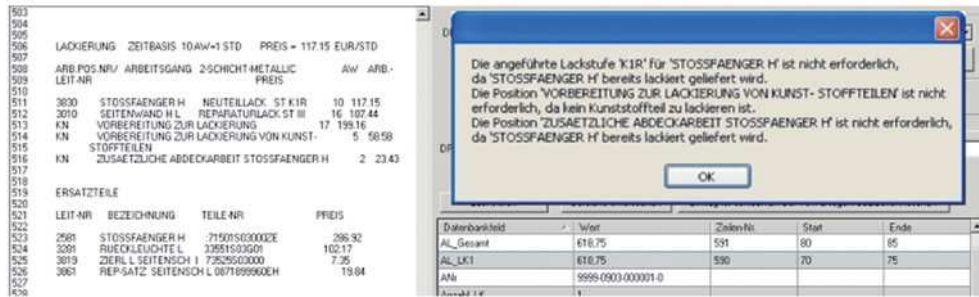 503
504
505
506 LACKIERUNG ZEITBASIS 10AW=1 STD PREIS = 117.15 EUR/STD
507
508 ARB.POS.NR/ ARBEITSGANG 2-SCHICHT-METALLIC AW ARB.-
509 LEIT-NR PREIS
510
511 3830 STOSSFAENGER H NEUTEILLACK. ST K1R 10 117.15
512 3010 SEITENWAND H L REPARATURLACK ST III 16 187.44
513 KN VORBEREITUNG ZUR LACKIERUNG 17 199.16
514 KN VORBEREITUNG ZUR LACKIERUNG VON KUNST- 5 58.58
515 STOFFTEILEN
516 KN ZUSAETZLICHE ABDECKARBEIT STOSSFAENGER H 2 23.43
517
518
519 ERSATZTEILE
520
521 LEIT-NR BEZEICHNUNG TEILE-NR PREIS
522
523 2581 STOSSFAENGER H 71501S03000ZE 286.92
524 3281 RUECKLEUCHTE L 33551S03G01 102.17
525 3819 ZIERL L SEITENSCH 73525S03000 7.35
526 3861 REP-SATZ SEITENSCH L 087189996DEH 19.84
527
528
Die angeführte Lackstufe 'K1R' für 'STOSSFAENGER H' ist nicht erforderlich,
da 'STOSSFAENGER H' bereits lackiert geliefert wird.
Die Position 'VORBEREITUNG ZUR LACKIERUNG VON KUNST- STOFFTEILEN' ist nicht
erforderlich, da kein Kunststoffteil zu lackieren ist.
Die Position 'ZUSAETZLICHE ABDECKARBEIT STOSSFAENGER H' ist nicht erforderlich,
da 'STOSSFAENGER H' bereits lackiert geliefert wird.
OK
Datenbankfeld Wert Zeilen-Nr. Start Ende
AL_Gesamt 618,75 591 80 85
AL_LK1 618,75 590 70 75
ANr 9999-0903-000001-0